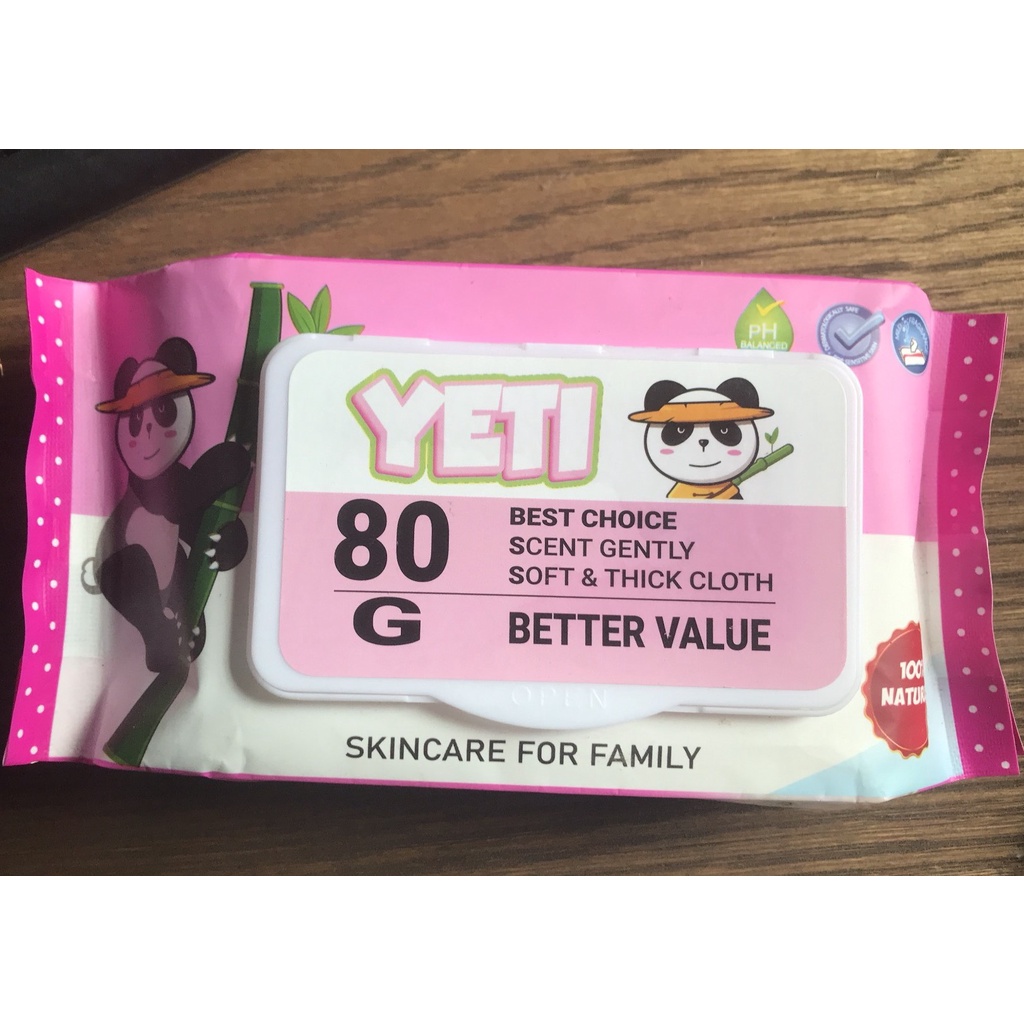 PH
BALANCED
YETI
80
G
BEST CHOICE
SCENT GENTLY
SOFT & THICK CLOTH
BETTER VALUE
OPEN
SKINCARE FOR FAMILY